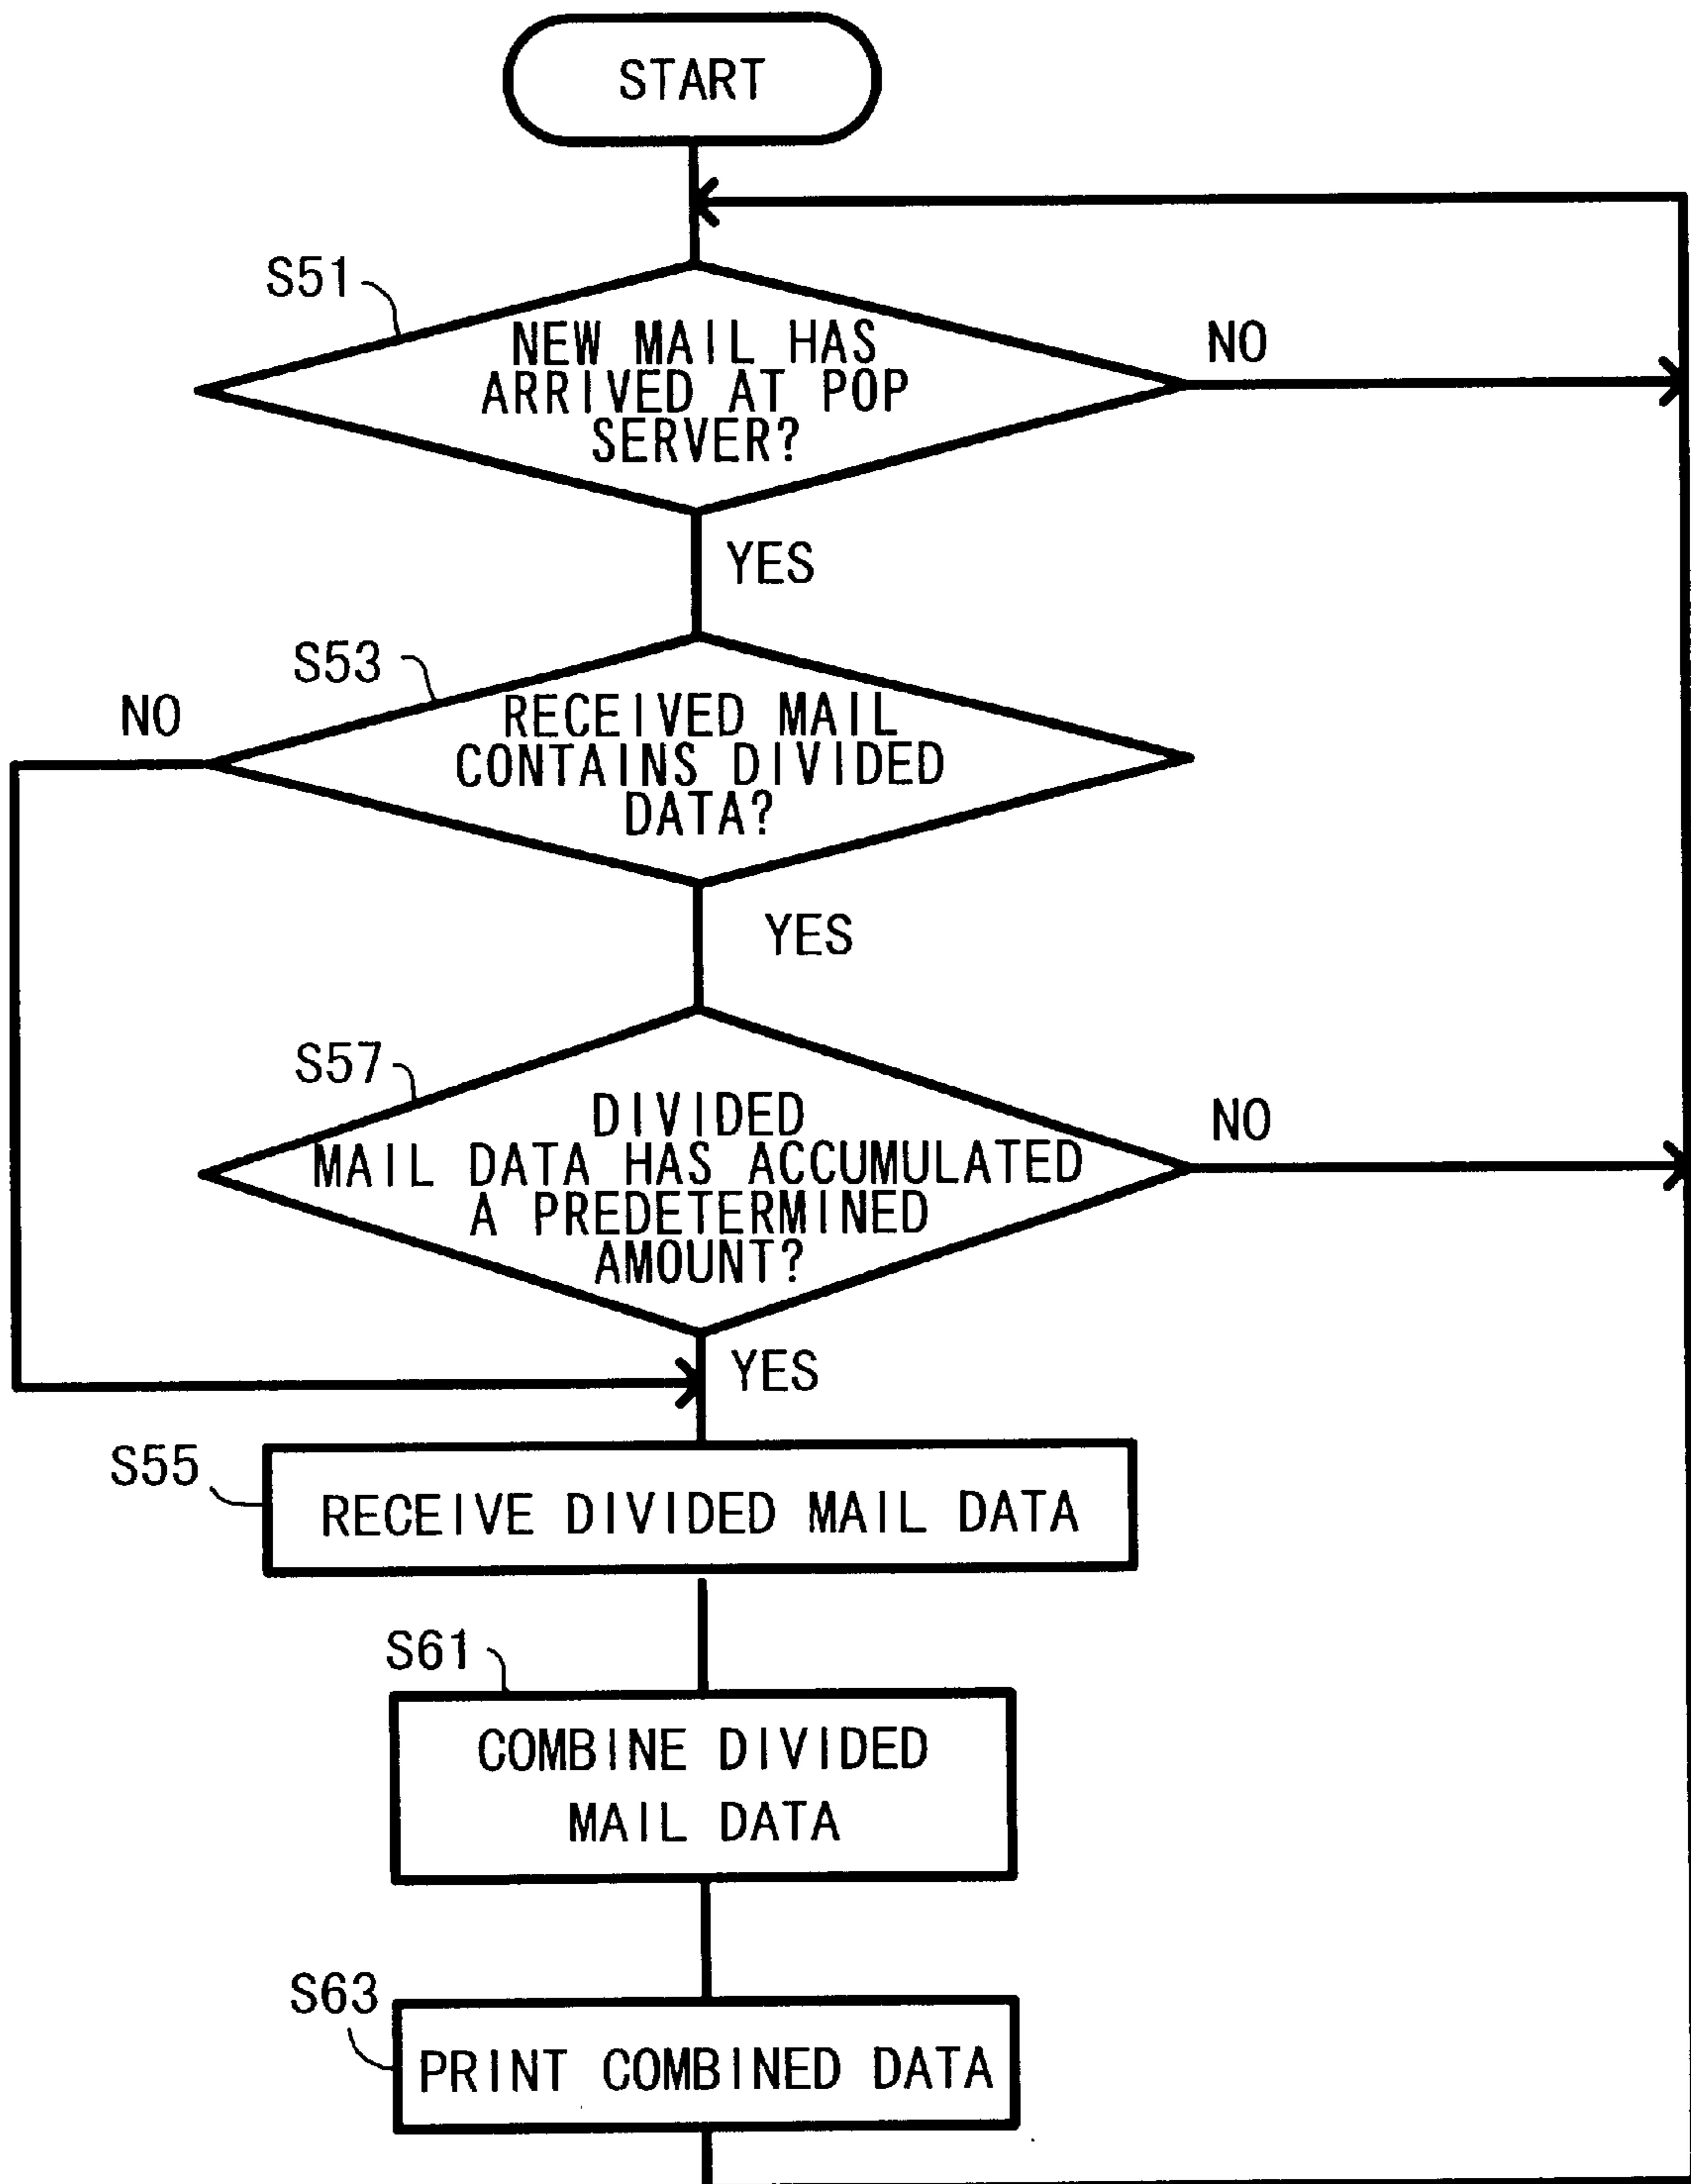 START
S51
NEW MAIL HAS
ARRIVED AT POP
SERVER?
NO
YES
S53
NO
RECEIVED MAIL
CONTAINS DIVIDED
DATA?
YES
S57
DIVIDED
MAIL DATA HAS ACCUMULATED
A PREDETERMINED
AMOUNT?
NO
YES
S55
RECEIVE DIVIDED MAIL DATA
S61
COMBINE DIVIDED
MAIL DATA
S63
PRINT COMBINED DATA